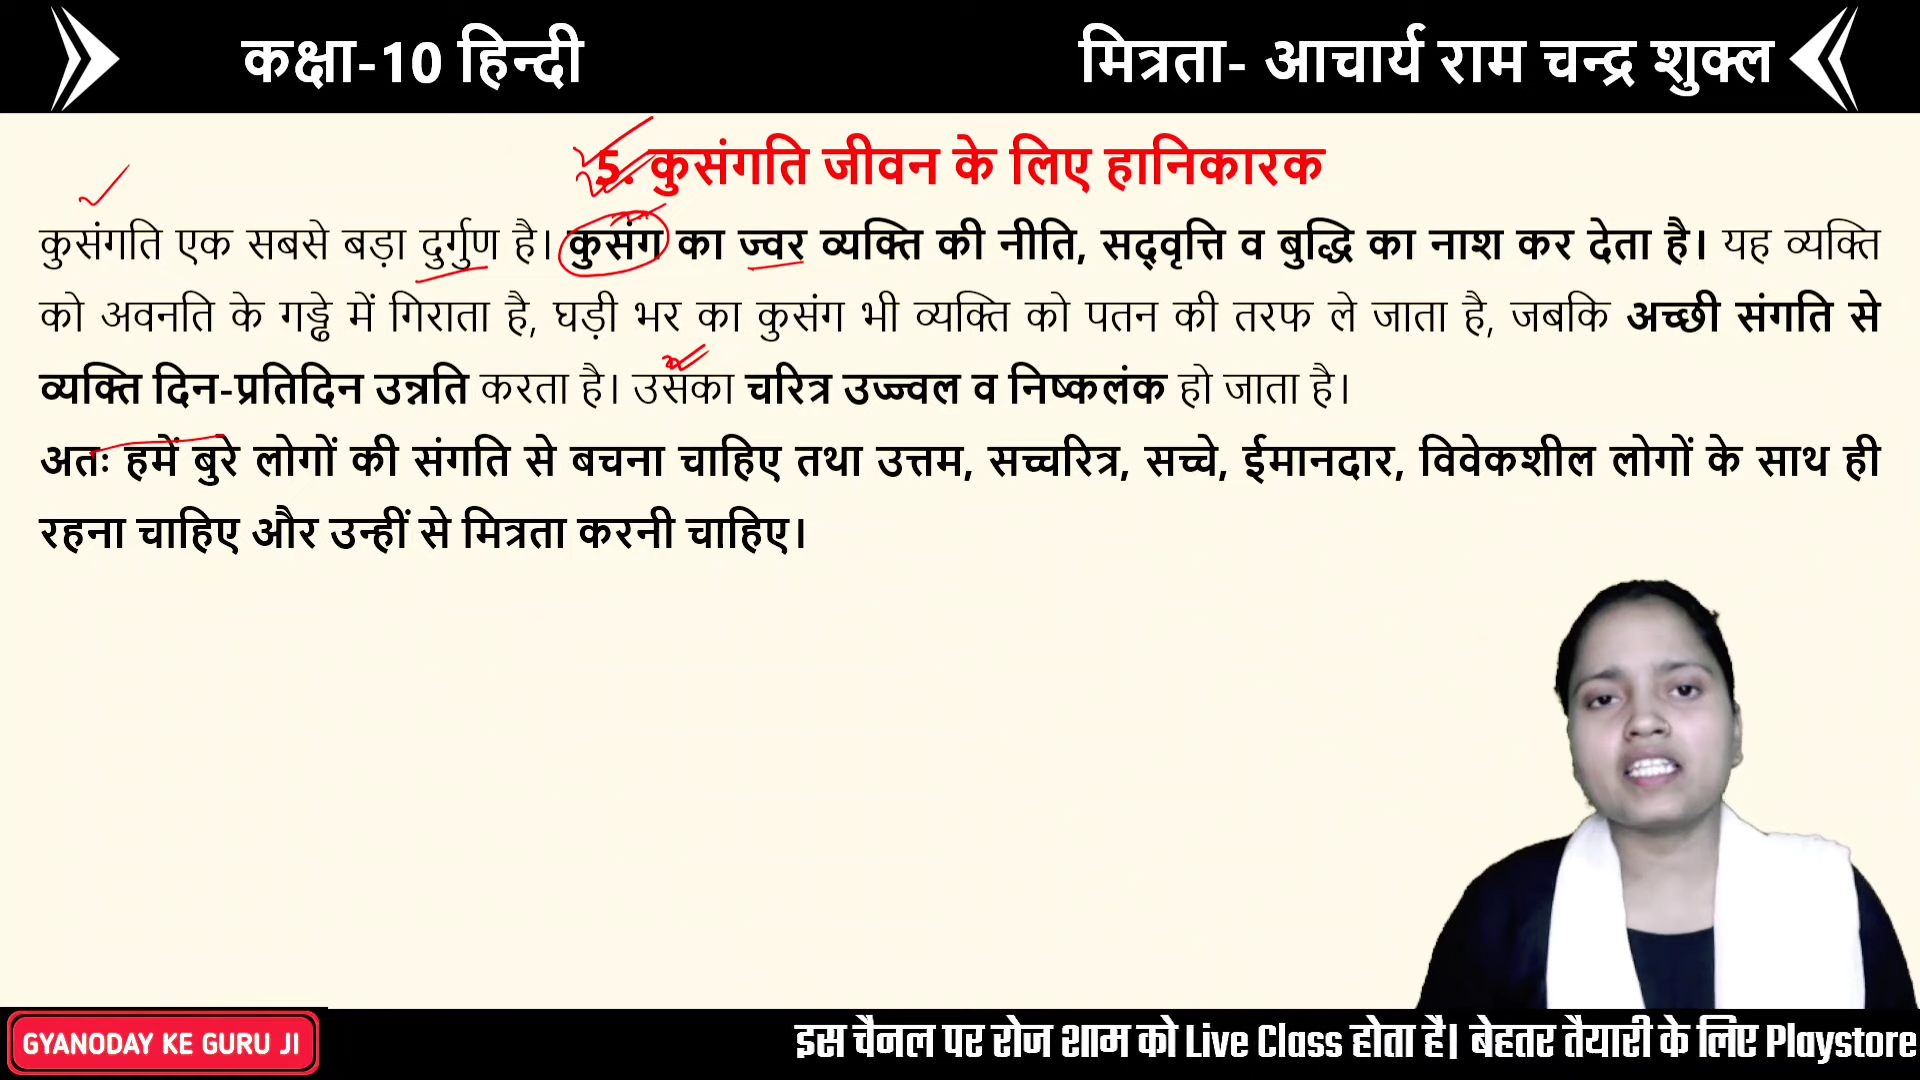 कक्षा-10 हिन्दी
मित्रता- आचार्य राम चन्द्र शुक्ल
5. कुसंगति जीवन के लिए हानिकारक
कुसंगति एक सबसे बड़ा दुर्गुण है। कुसंग का ज्वर व्यक्ति की नीति, सद्‌वृत्ति व बुद्धि का नाश कर देता है। यह व्यक्ति
को अवनति के गड्ढे में गिराता है, घड़ी भर का कुसंग भी व्यक्ति को पतन की तरफ ले जाता है, जबकि अच्छी संगति से
व्यक्ति दिन-प्रतिदिन उन्नति करता है। उसका चरित्र उज्ज्वल व निष्कलंक हो जाता है।
अतः हमें बुरे लोगों की संगति से बचना चाहिए तथा उत्तम, सच्चरित्र, सच्चे, ईमानदार, विवेकशील लोगों के साथ ही
रहना चाहिए और उन्हीं से मित्रता करनी चाहिए।
GYANODAY KE GURU JI
इस चैनल पर रोज शाम को Live Class होता है। बेहतर तैयारी के लिए Playstore